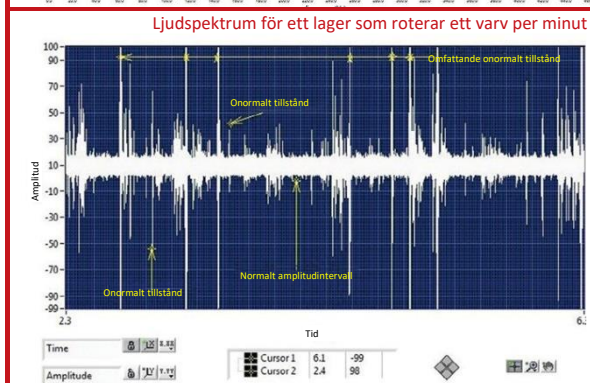 Ljudspektrum för ett lager som roterar ett varv per minut
100
90
Omfattande onormalt tillstånd
70
Onormalt tillstånd
50
30
Amplitud
10
-10
-30
-50
-70
Normalt amplitudintervall
Onormalt tillstånd
-90
-99
2.3
6.
Tid
Time
Cursor 1 6.1 -99
Cursor 2 2.4 98
Amplitude